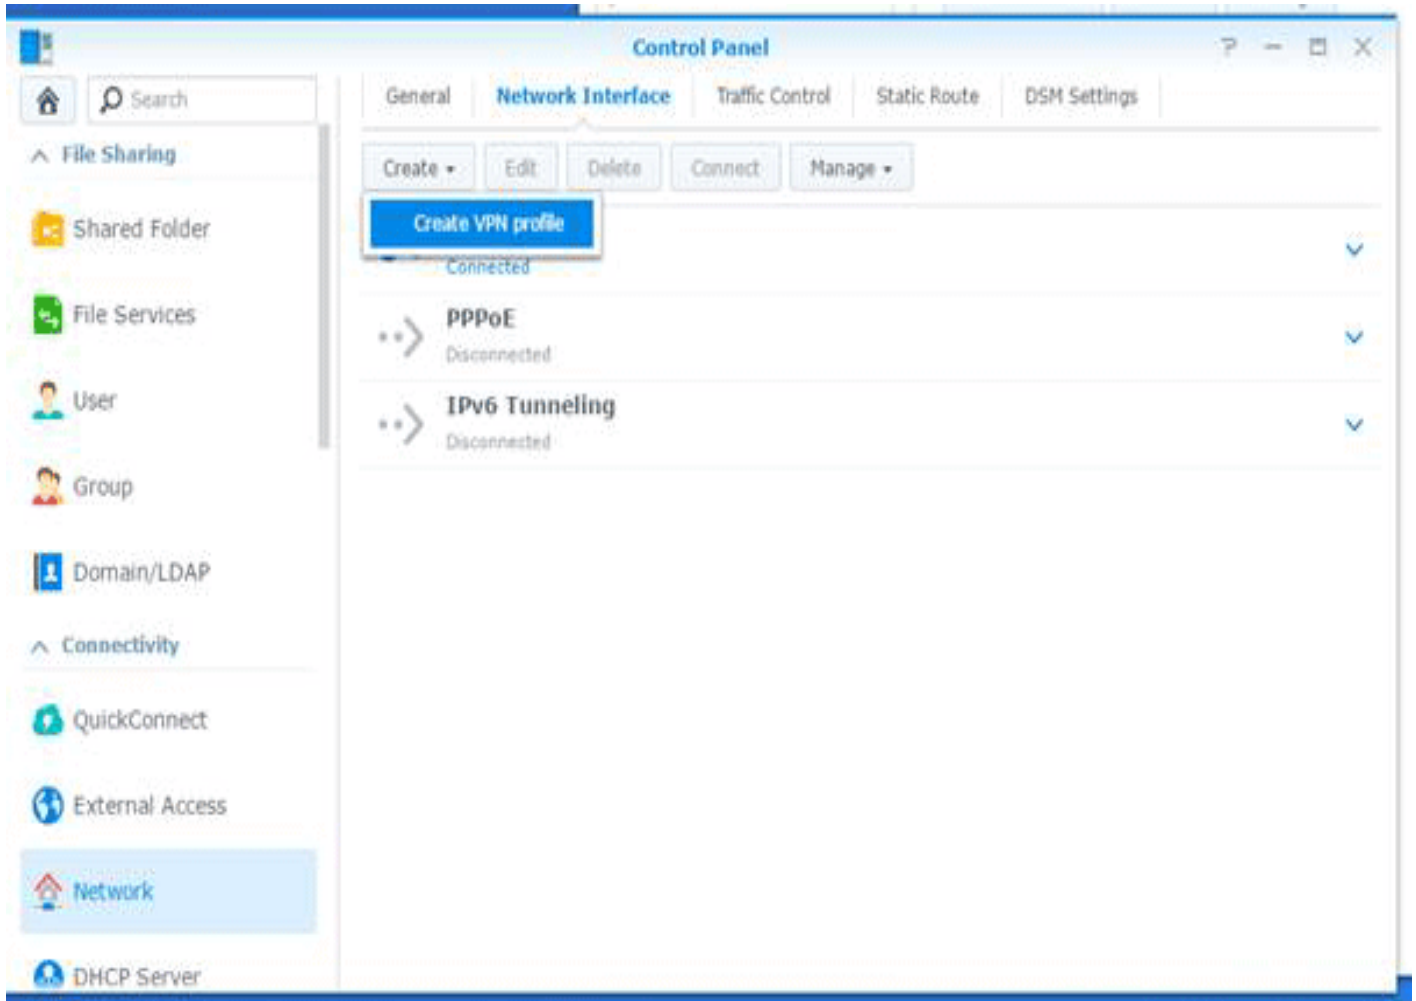 Control Panel
Search
General Network Interface Traffic Control Static Route DSM Settings
File Sharing
Create Edit Delete Connect Manage
Create VPN profile
Shared Folder
Connected
File Services
PPPoE
Disconnected
User
IPv6 Tunneling
Disconnected
Group
Domain/LDAP
Connectivity
QuickConnect
External Access
Network
DHCP Server